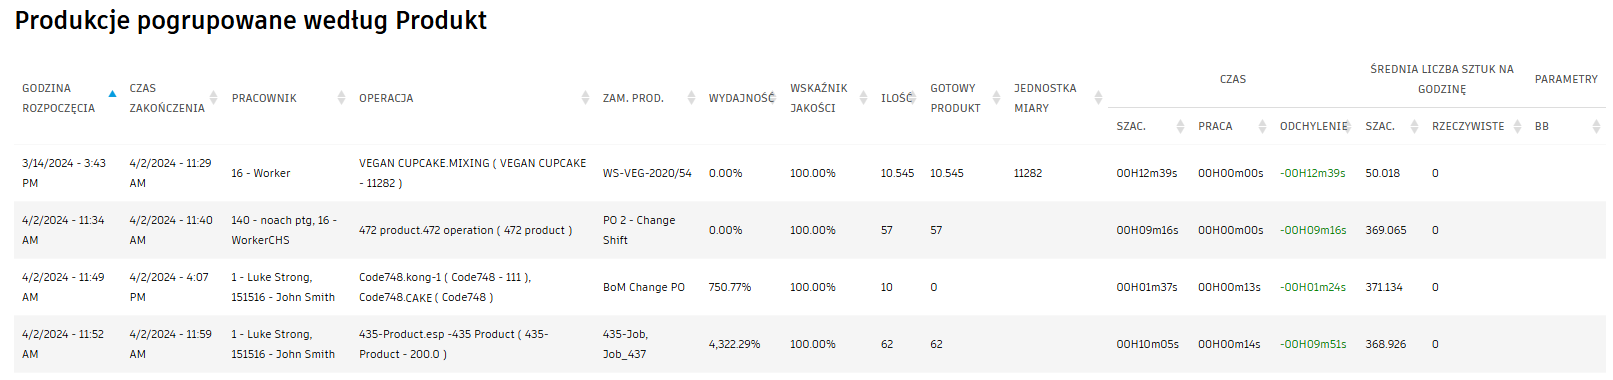 Produkcje pogrupowane według Produkt
GODZINA ROZPOCZĘCIA CZAS ZAKOŃCZENIA PRACOWNIK OPERACJA ZAM. PROD. WYDAJNOŚĆ WSKAŹNIK JAKOŚCI ILOŚĆ GOTOWY PRODUKT JEDNOSTKA MIARY CZAS ŚREDNIA LICZBA SZTUK NA GODZINĘ PARAMETRY
SZAC. PRACA ODCHYLENIE SZAC. RZECZYWISTE BB
3/14/2024 - 3:43 PM 4/2/2024 - 11:29 AM 16 - Worker VEGAN CUPCAKE.MIXING ( VEGAN CUPCAKE - 11282 ) WS-VEG-2020/54 0.00% 100.00% 10.545 10.545 11282 00H12m39s 00H00m00s -00H12m39s 50.018 0
4/2/2024 - 11:34 AM 4/2/2024 - 11:40 AM 140 - noach ptg, 16 - WorkerCHS 472 product.472 operation ( 472 product ) PO 2 - Change Shift 0.00% 100.00% 57 57 00H09m16s 00H00m00s -00H09m16s 369.065 0
4/2/2024 - 11:49 AM 4/2/2024 - 4:07 PM 1 - Luke Strong, 151516 - John Smith Code748.kong-1 ( Code748 - 111 ), Code748.CAKE ( Code748 ) BoM Change PO 750.77% 100.00% 10 0 00H01m37s 00H00m13s -00H01m24s 371.134 0
4/2/2024 - 11:52 AM 4/2/2024 - 11:59 AM 1 - Luke Strong, 151516 - John Smith 435-Product.esp -435 Product ( 435-Product - 200.0 ) 435-Job, Job_437 4,322.29% 100.00% 62 62 00H10m05s 00H00m14s -00H09m51s 368.926 0